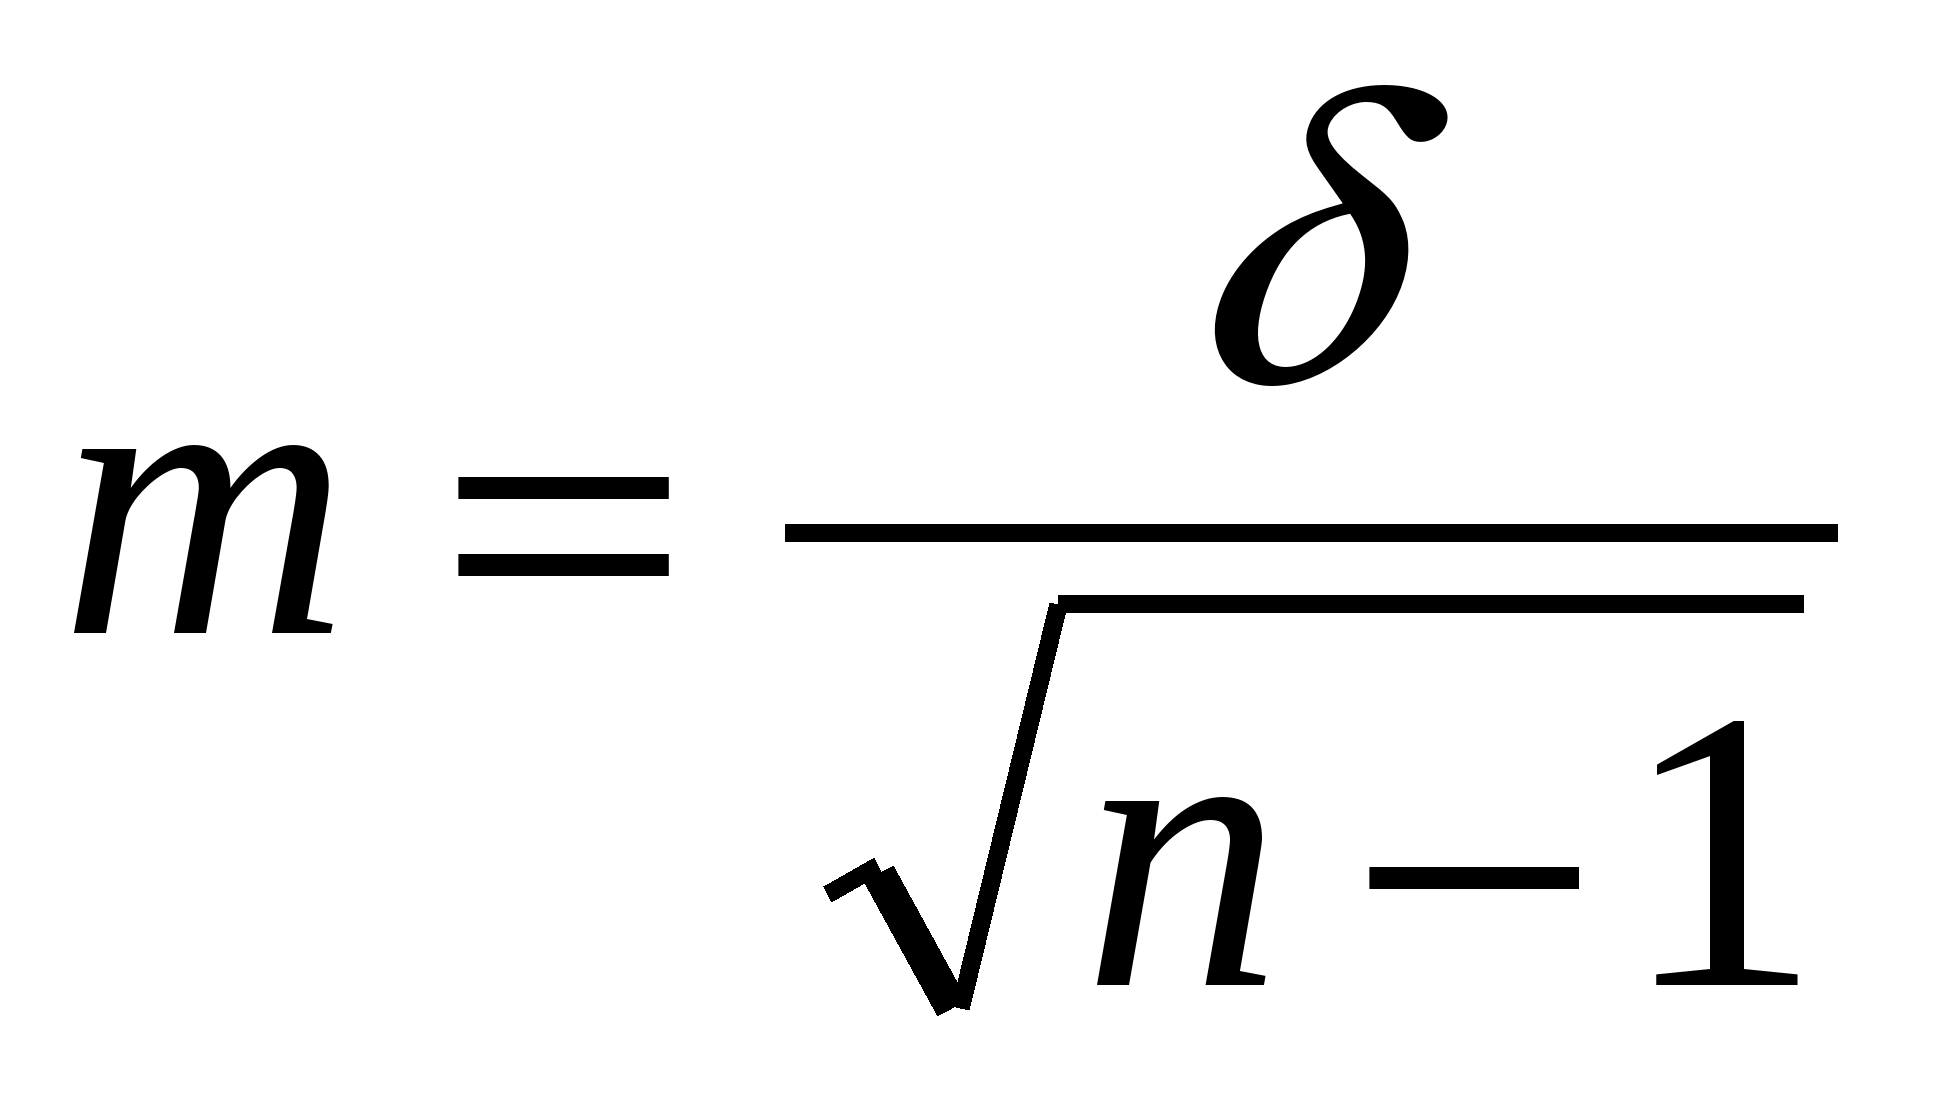 m = δ / √(n − 1)